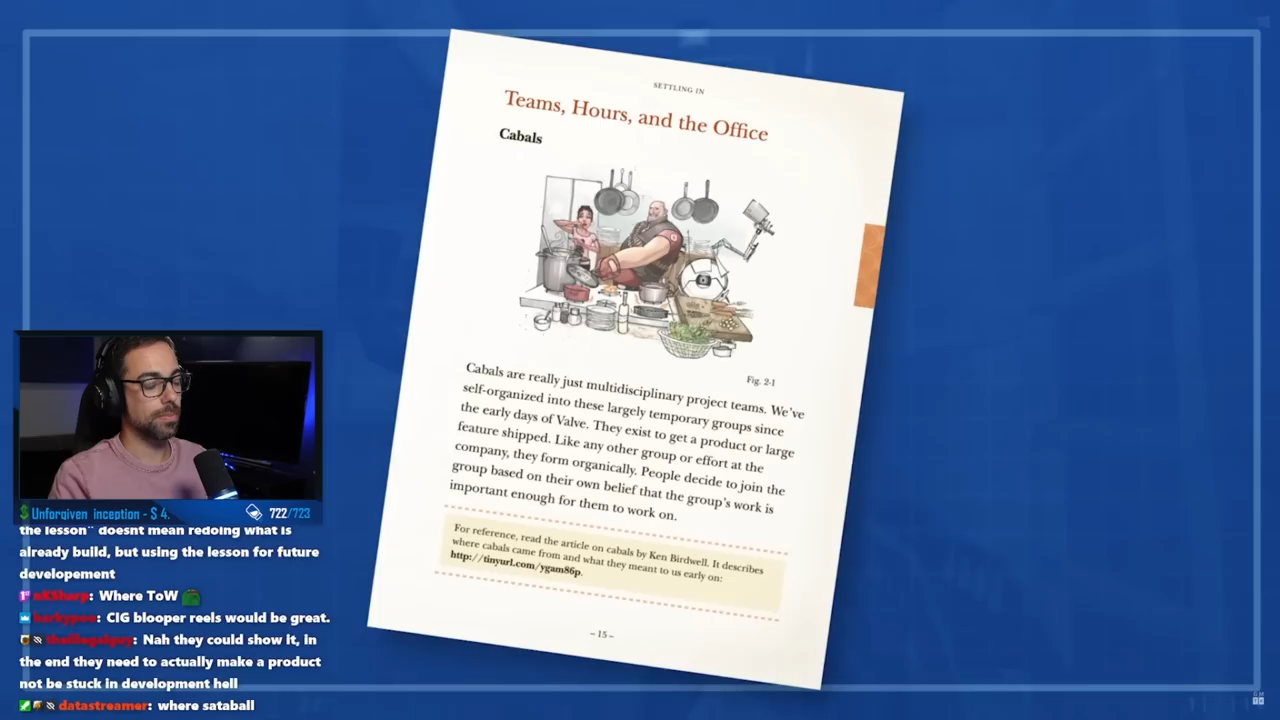 SETTLING IN
Teams, Hours, and the Office
Cabals
Fig. 2-1
Cabals are really just multidisciplinary project teams. We've
self-organized into these largely temporary groups since
the early days of Valve. They exist to get a product or large
feature shipped. Like any other group or effort at the
company, they form organically. People decide to join the
group based on their own belief that the group's work is
important enough for them to work on.
For reference, read the article on cabals by Ken Birdwell. It describes
where cabals came from and what they meant to us early on:
http://tinyurl.com/ygam86p.
– 15 –
$ Unforgiven_inception - $ 4.
722/723
the lesson" doesnt mean redoing what is
already build, but using the lesson for future
developement
nKSharp: Where ToW
harkypoo: CIG blooper reels would be great.
theillegalguy: Nah they could show it, in
the end they need to actually make a product
not be stuck in development hell
datastreamer: where sataball